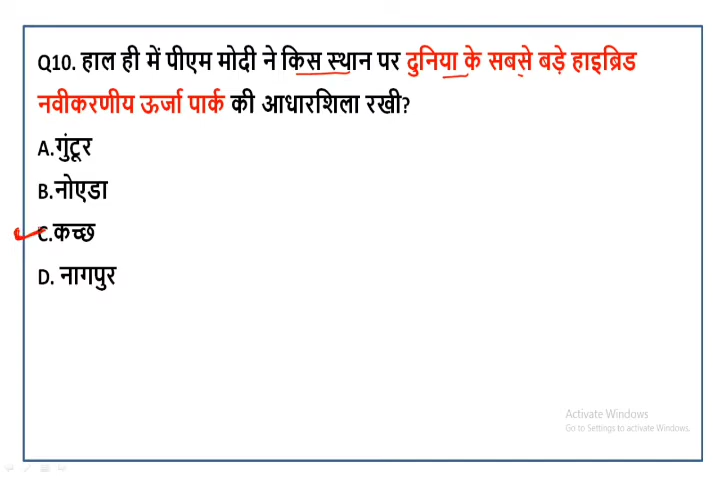 Q10. हाल ही में पीएम मोदी ने किस स्थान पर दुनिया के सबसे बड़े हाइब्रिड
नवीकरणीय ऊर्जा पार्क की आधारशिला रखी?
A.गुंटूर
B.नोएडा
C.कच्छ
D. नागपुर
Activate Windows
Go to Settings to activate Windows.